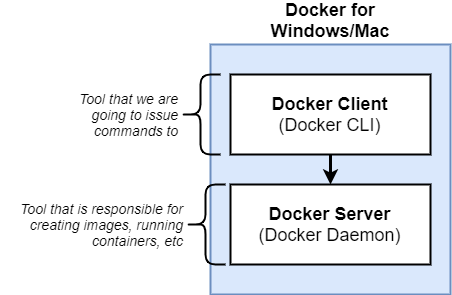 Docker for
Windows/Mac
Tool that we are
going to issue
commands to
Docker Client
(Docker CLI)
Tool that is responsible for
creating images, running
containers, etc
Docker Server
(Docker Daemon)